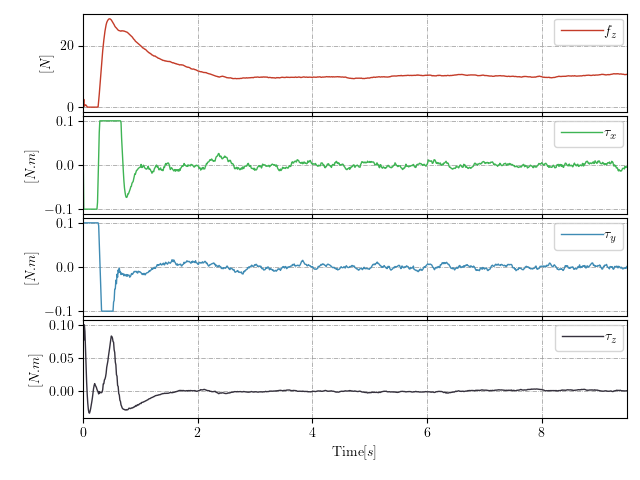 20
0
[N]
f_z
0.1
0.0
−0.1
[N.m]
τ_x
0.1
0.0
−0.1
[N.m]
τ_y
0.10
0.05
0.00
[N.m]
τ_z
0 2 4 6 8
Time[s]